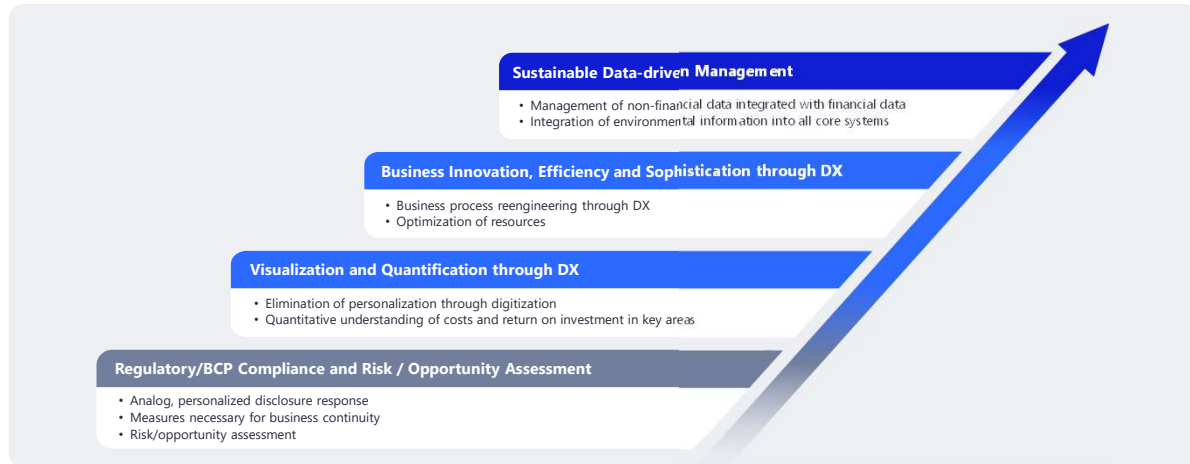 Sustainable Data-driven Management
• Management of non-financial data integrated with financial data
• Integration of environmental information into all core systems
Business Innovation, Efficiency and Sophistication through DX
• Business process reengineering through DX
• Optimization of resources
Visualization and Quantification through DX
• Elimination of personalization through digitization
• Quantitative understanding of costs and return on investment in key areas
Regulatory/BCP Compliance and Risk / Opportunity Assessment
• Analog, personalized disclosure response
• Measures necessary for business continuity
• Risk/opportunity assessment